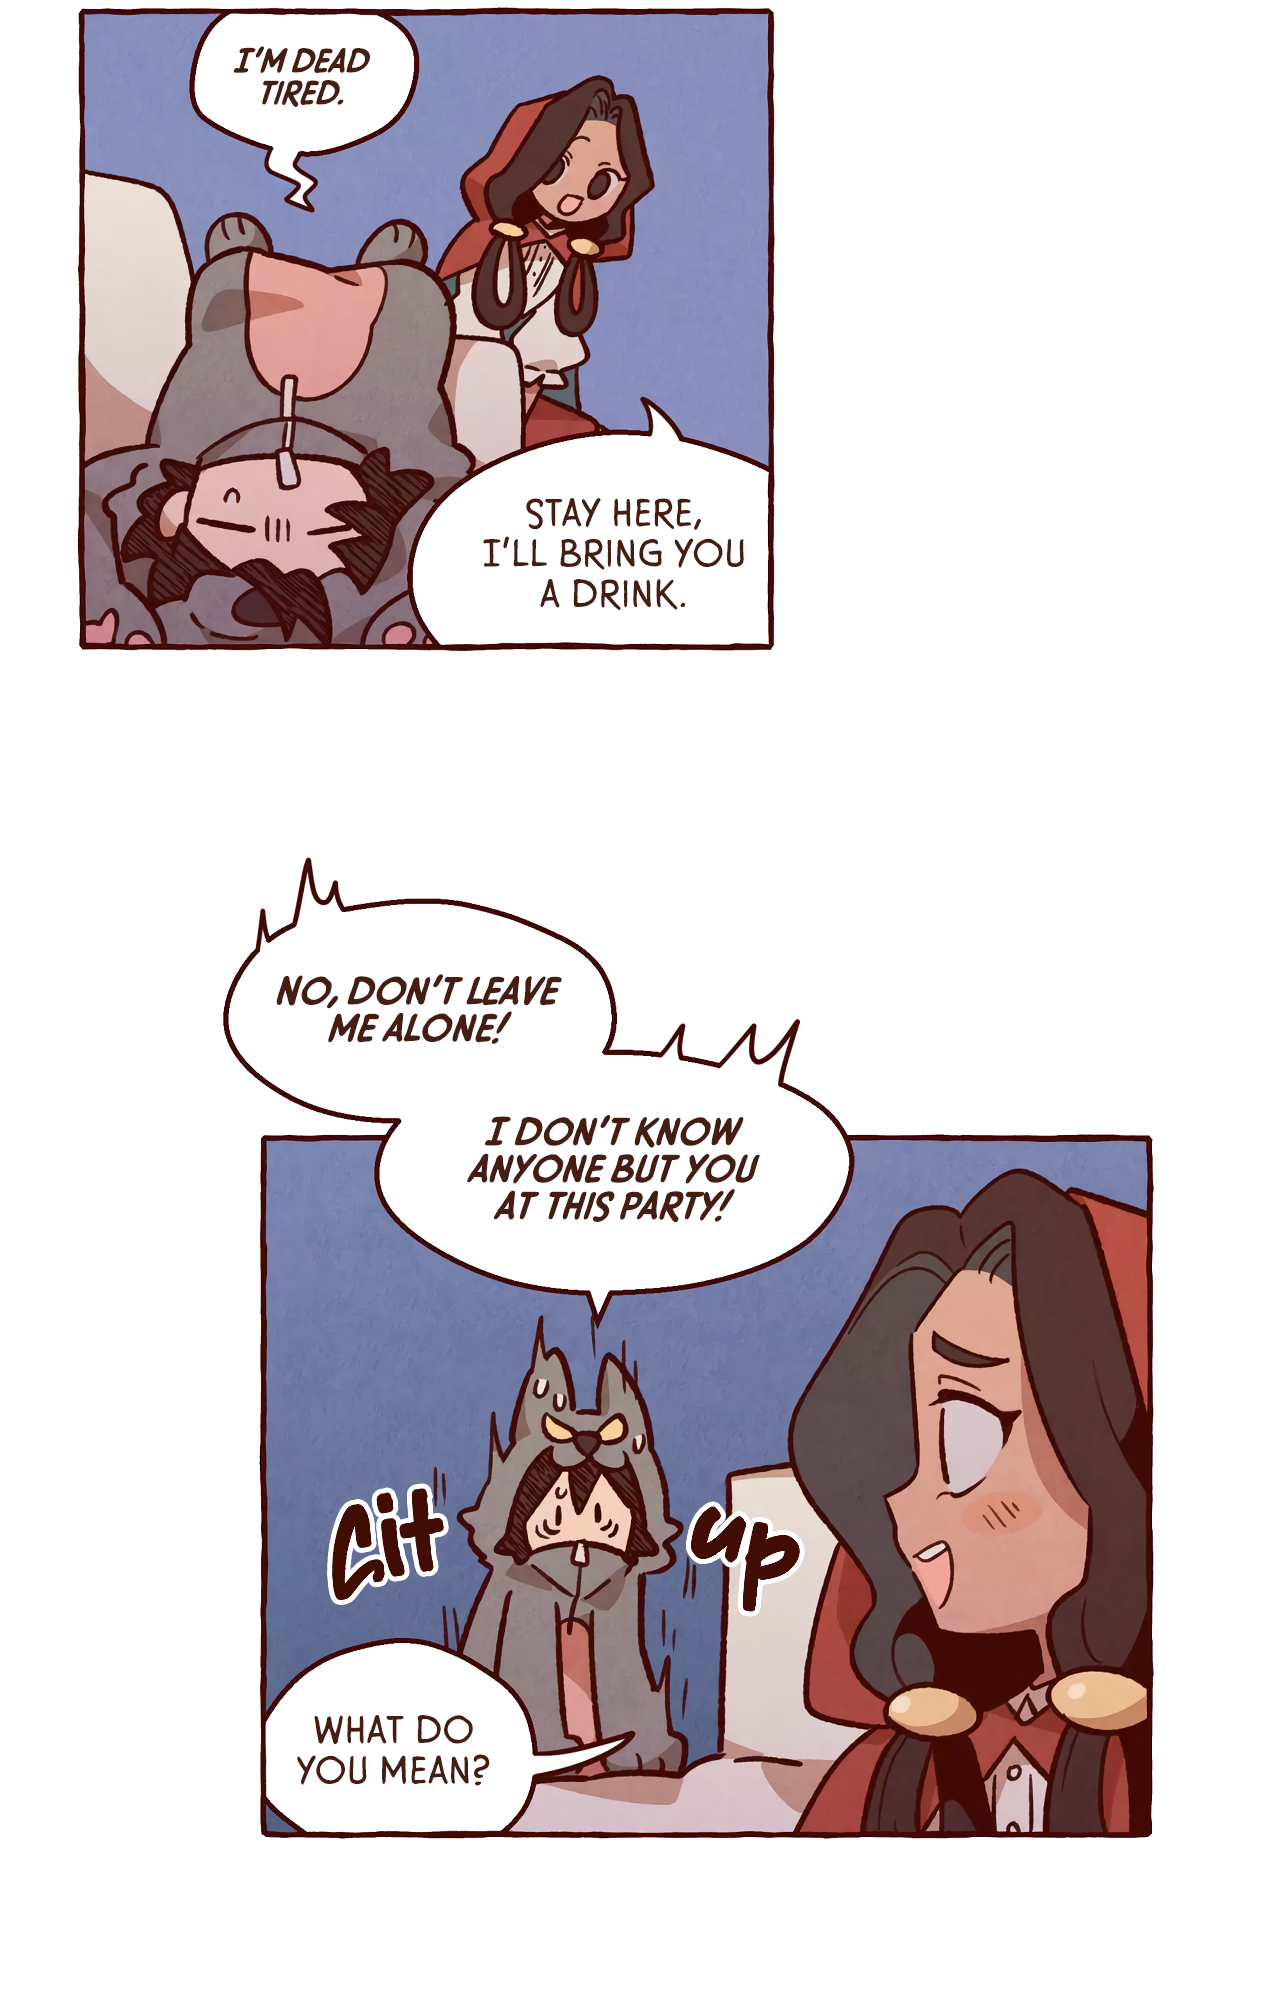 I'M DEAD
TIRED.
STAY HERE,
I'LL BRING YOU
A DRINK.
NO, DON'T LEAVE
ME ALONE!
I DON'T KNOW
ANYONE BUT YOU
AT THIS PARTY!
Git up
WHAT DO
YOU MEAN?